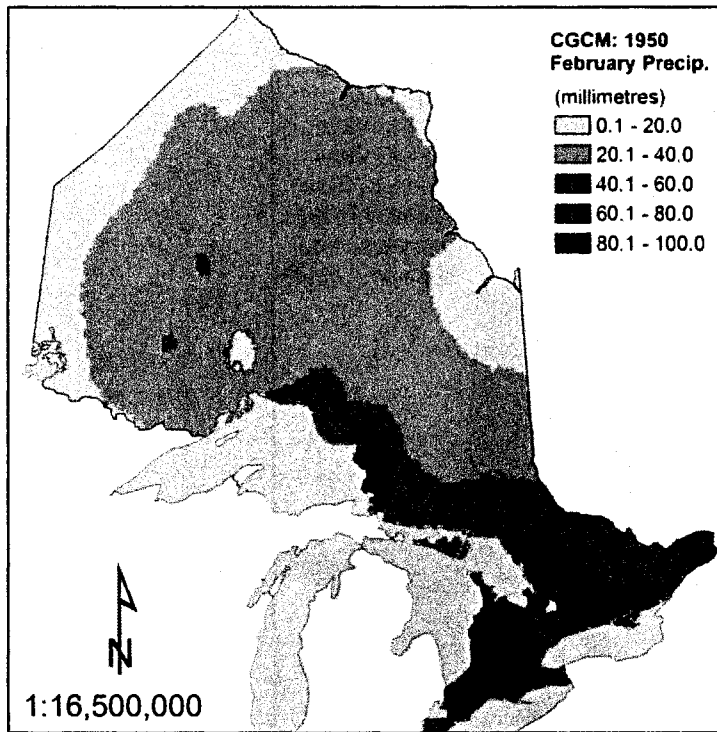 CGCM: 1950
February Precip.
(millimetres)
0.1 - 20.0
20.1 - 40.0
40.1 - 60.0
60.1 - 80.0
80.1 - 100.0
N
1:16,500,000